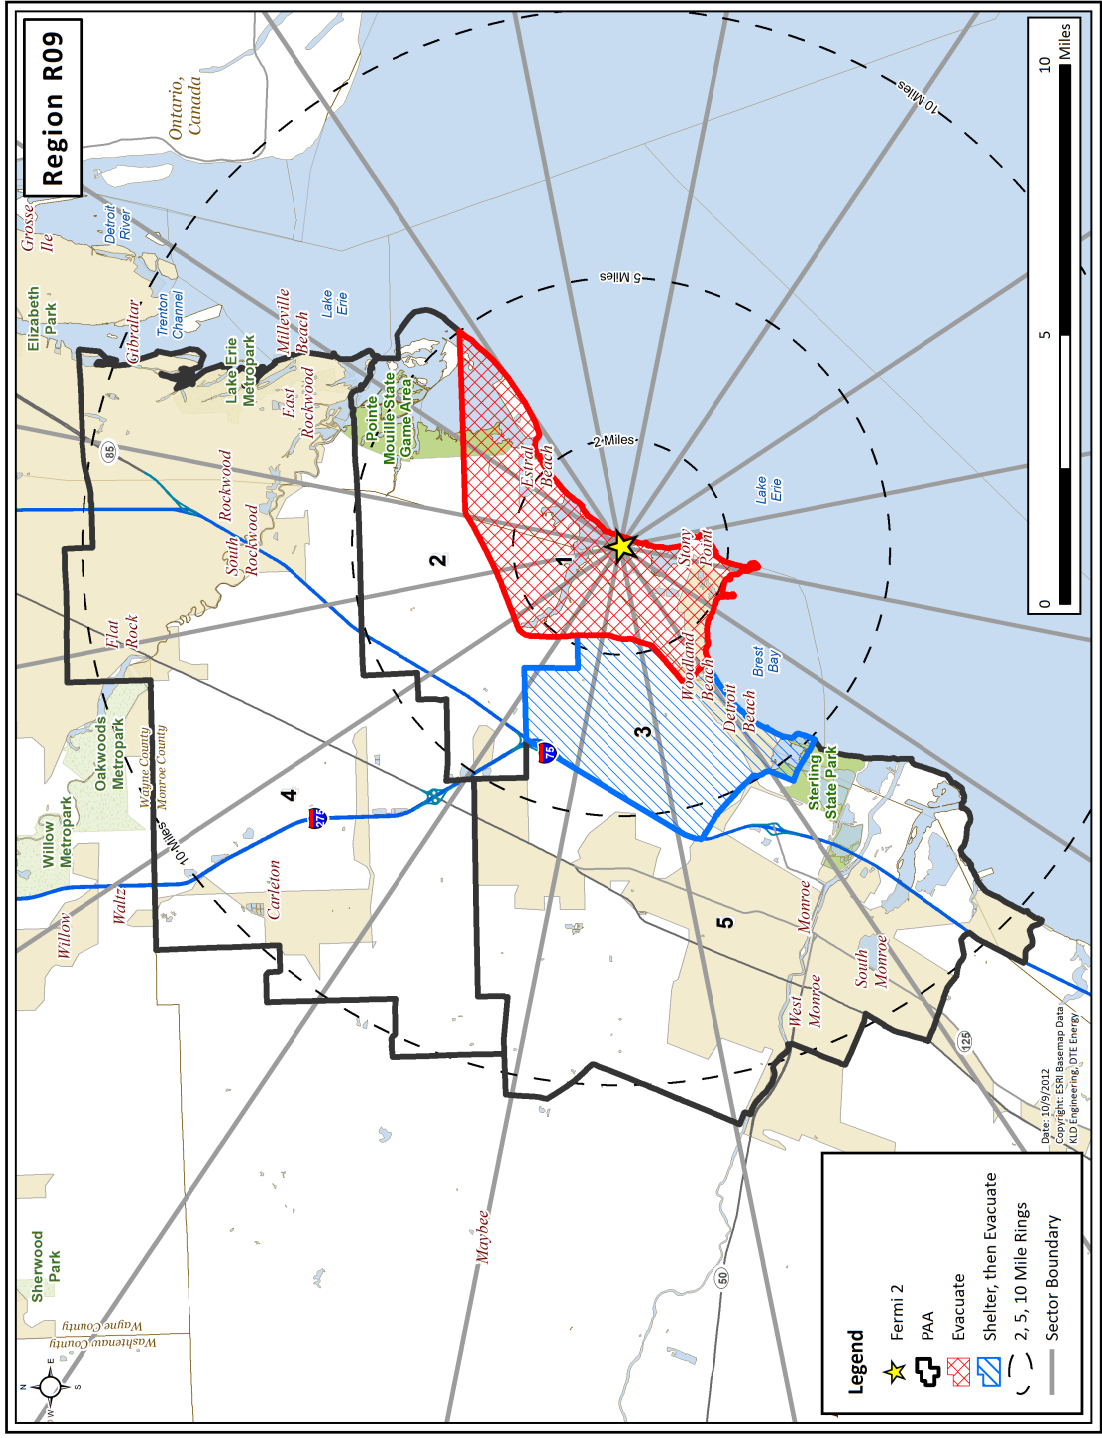 Region R09
Ontario,
Canada
Grosse
Ile
Detroit
River
Elizabeth
Park
Gibraltar
Trenton
Channel
Lake Erie
Metropark
Milleville
Beach
Lake
Erie
East
Rockwood
Pointe
Mouille State
Game Area
85
South Rockwood
Rockwood
Flat
Rock
Oakwoods
Metropark
Wayne County
Monroe County
Willow
Metropark
10 Miles
Willow
Waltz
Carleton
4
275
2
Estral
Beach
1
2 Miles
5 Miles
10 Miles
Stony
Point
Lake
Erie
Woodland
Beach
Detroit
Beach
Brest
Bay
75
3
Sterling
State Park
5
Monroe
South
Monroe
West
Monroe
125
50
Maybee
Sherwood
Park
Wayne County
Washtenaw County
N
E
S
W
0
5
10
Miles
Date: 10/9/2012
Copyright: ESRI Basemap Data
KLD Engineering, DTE Energy
Legend
Fermi 2
PAA
Evacuate
Shelter, then Evacuate
2, 5, 10 Mile Rings
Sector Boundary